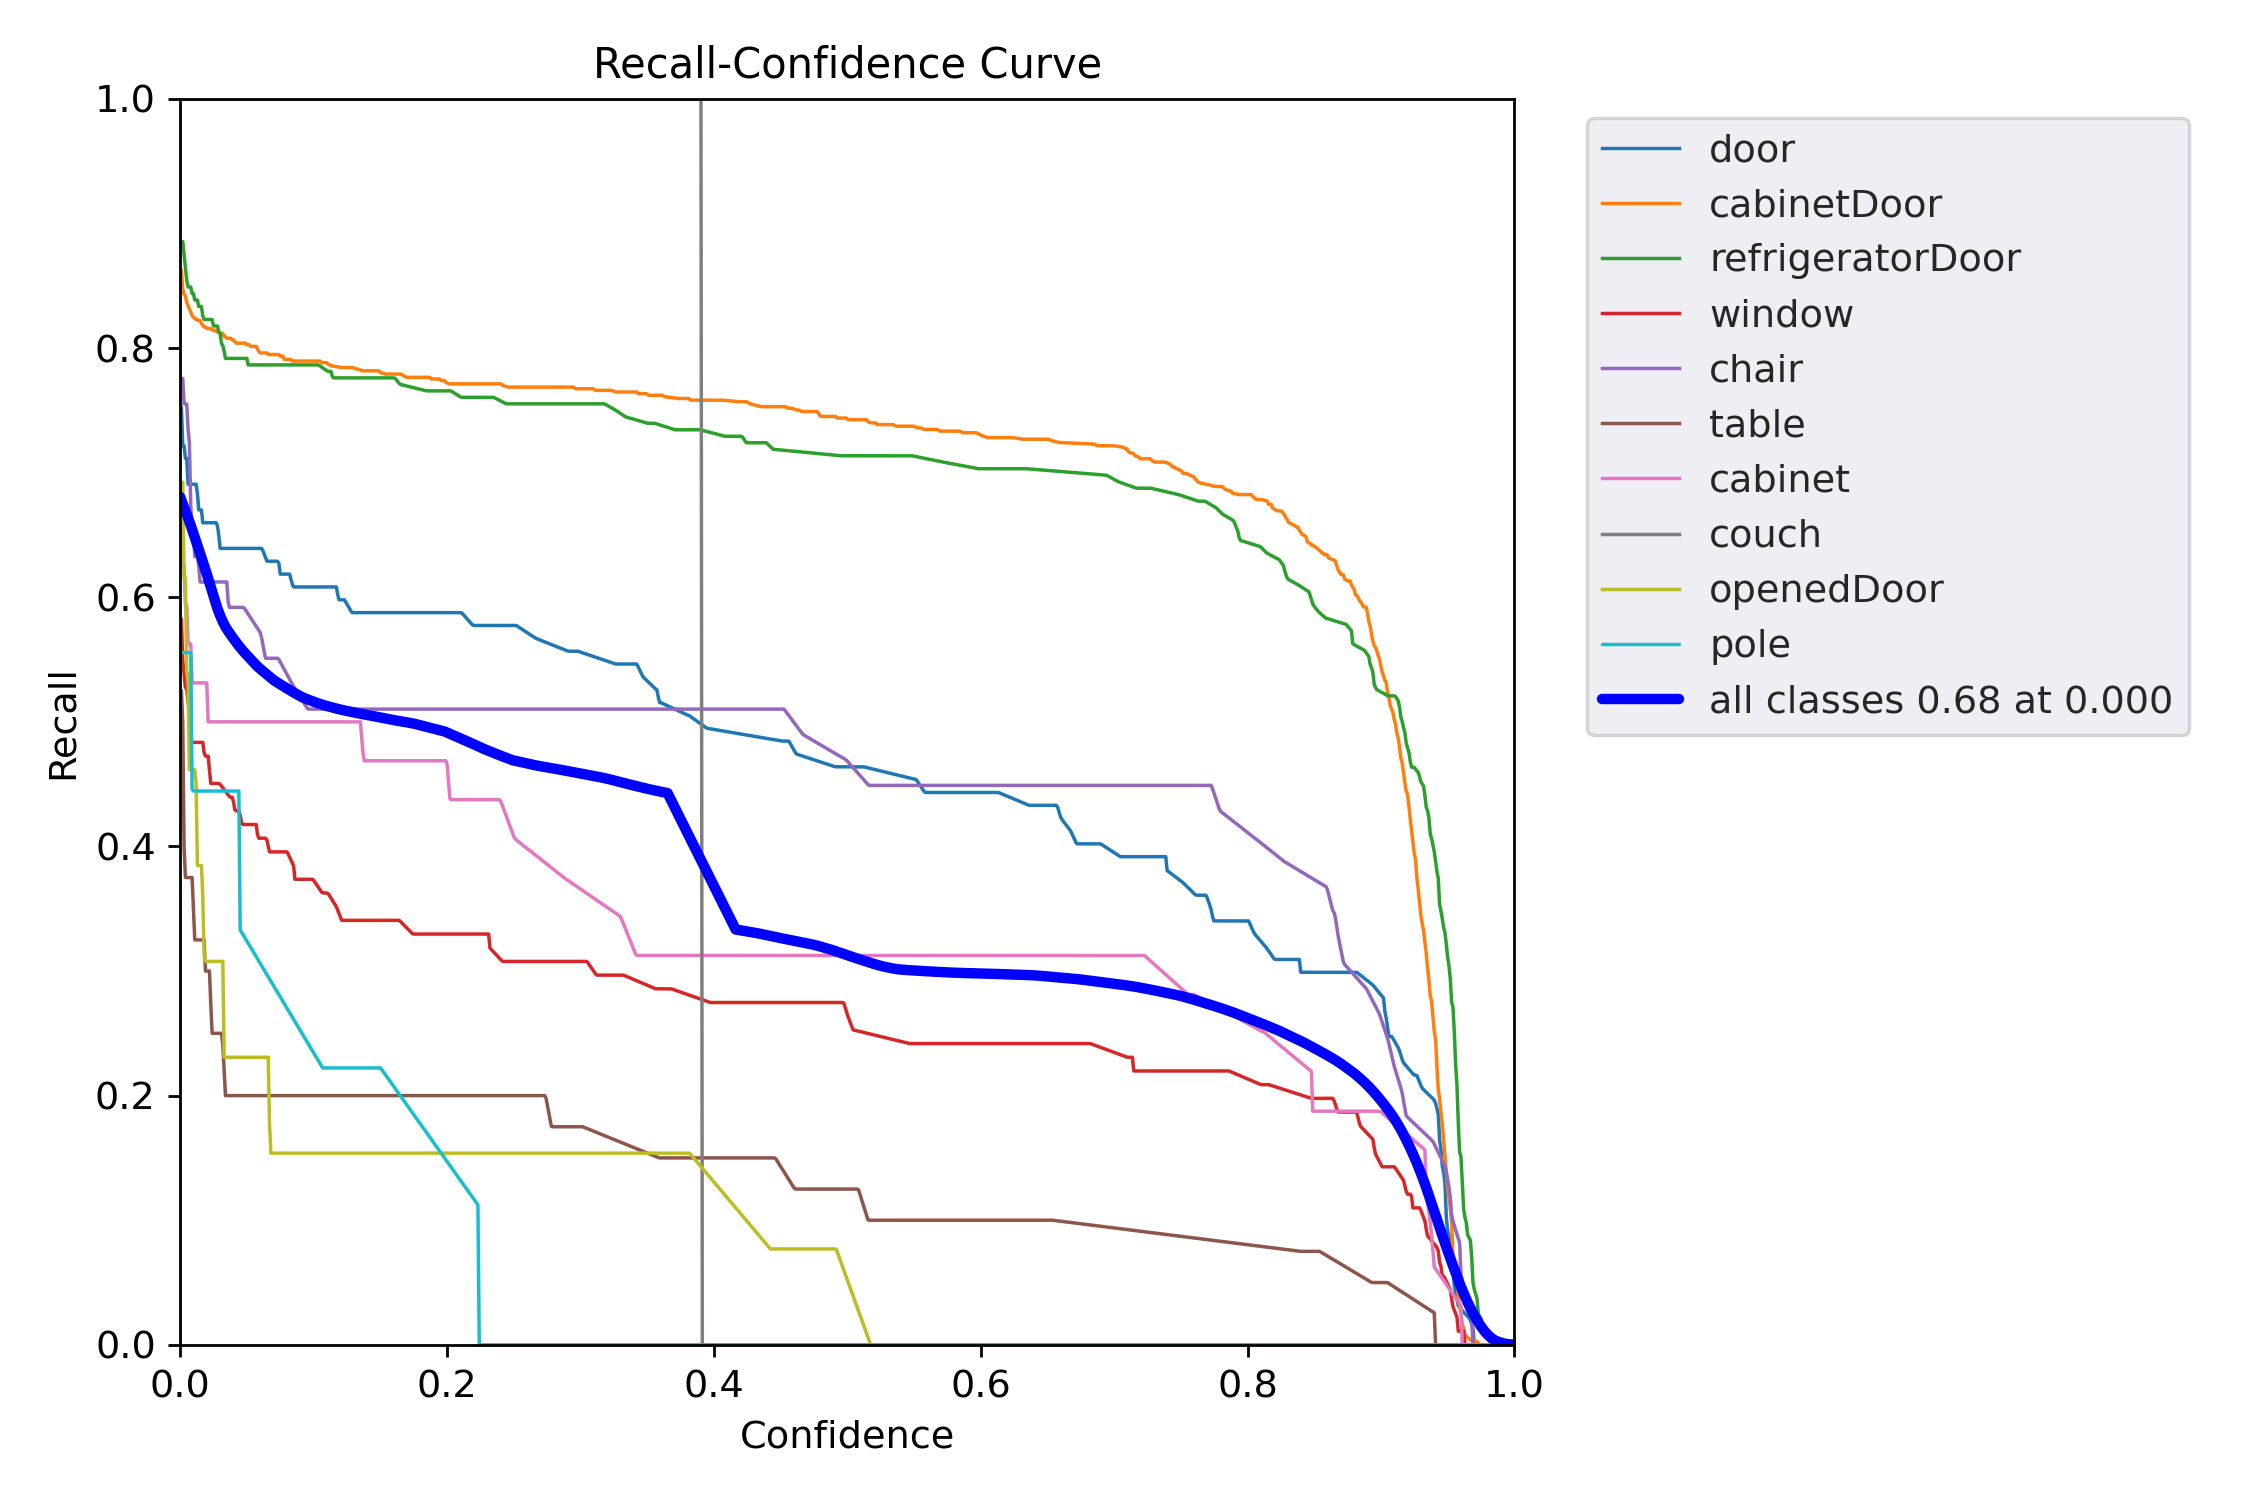 Recall-Confidence Curve
1.0
0.8
0.6
0.4
0.2
0.0
Recall
0.0 0.2 0.4 0.6 0.8 1.0
Confidence
door
cabinetDoor
refrigeratorDoor
window
chair
table
cabinet
couch
openedDoor
pole
all classes 0.68 at 0.000